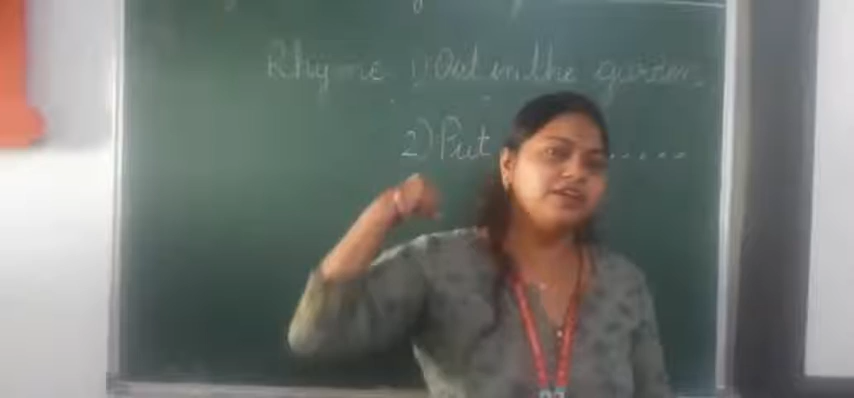 Rhyme 1) Out in the garden
2) Put ......